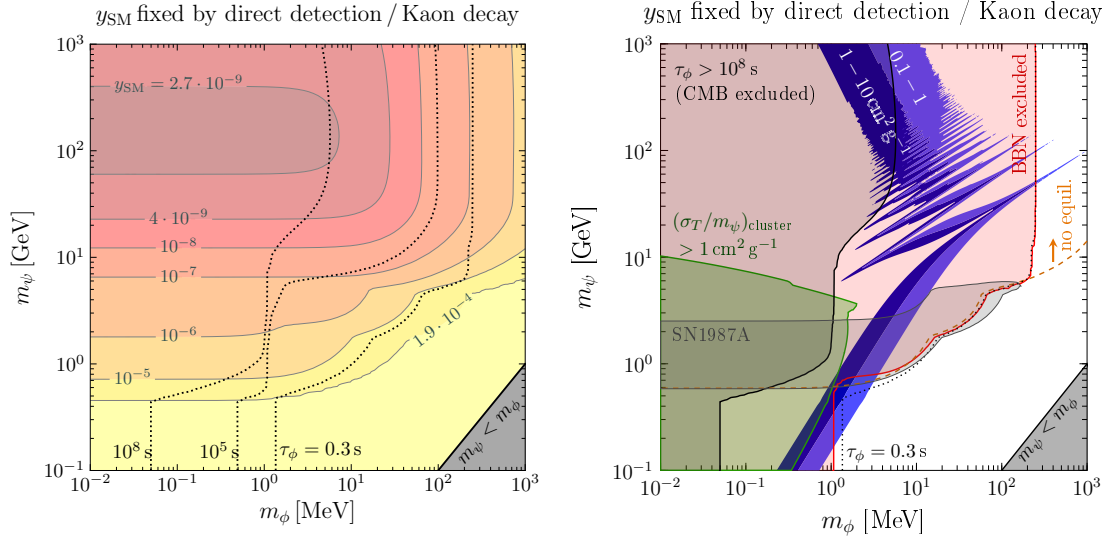 y_SM fixed by direct detection / Kaon decay
10^3
10^2
10^1
10^0
10^-1
m_ψ [GeV]
y_SM = 2.7 · 10^-9
4 · 10^-9
10^-8
10^-7
10^-6
10^-5
1.9 · 10^-4
10^8 s
10^5 s
τ_ϕ = 0.3 s
m_ψ < m_ϕ
10^-2
10^-1
10^0
10^1
10^2
10^3
m_ϕ [MeV]
y_SM fixed by direct detection / Kaon decay
10^3
10^2
10^1
10^0
10^-1
m_ψ [GeV]
τ_ϕ > 10^8 s
(CMB excluded)
1 − 10 cm^2 g^-1
0.1 − 1
BBN excluded
(σ_T/m_ψ)_cluster
> 1 cm^2 g^-1
no equil.
SN1987A
τ_ϕ = 0.3 s
m_ψ < m_ϕ
10^-2
10^-1
10^0
10^1
10^2
10^3
m_ϕ [MeV]